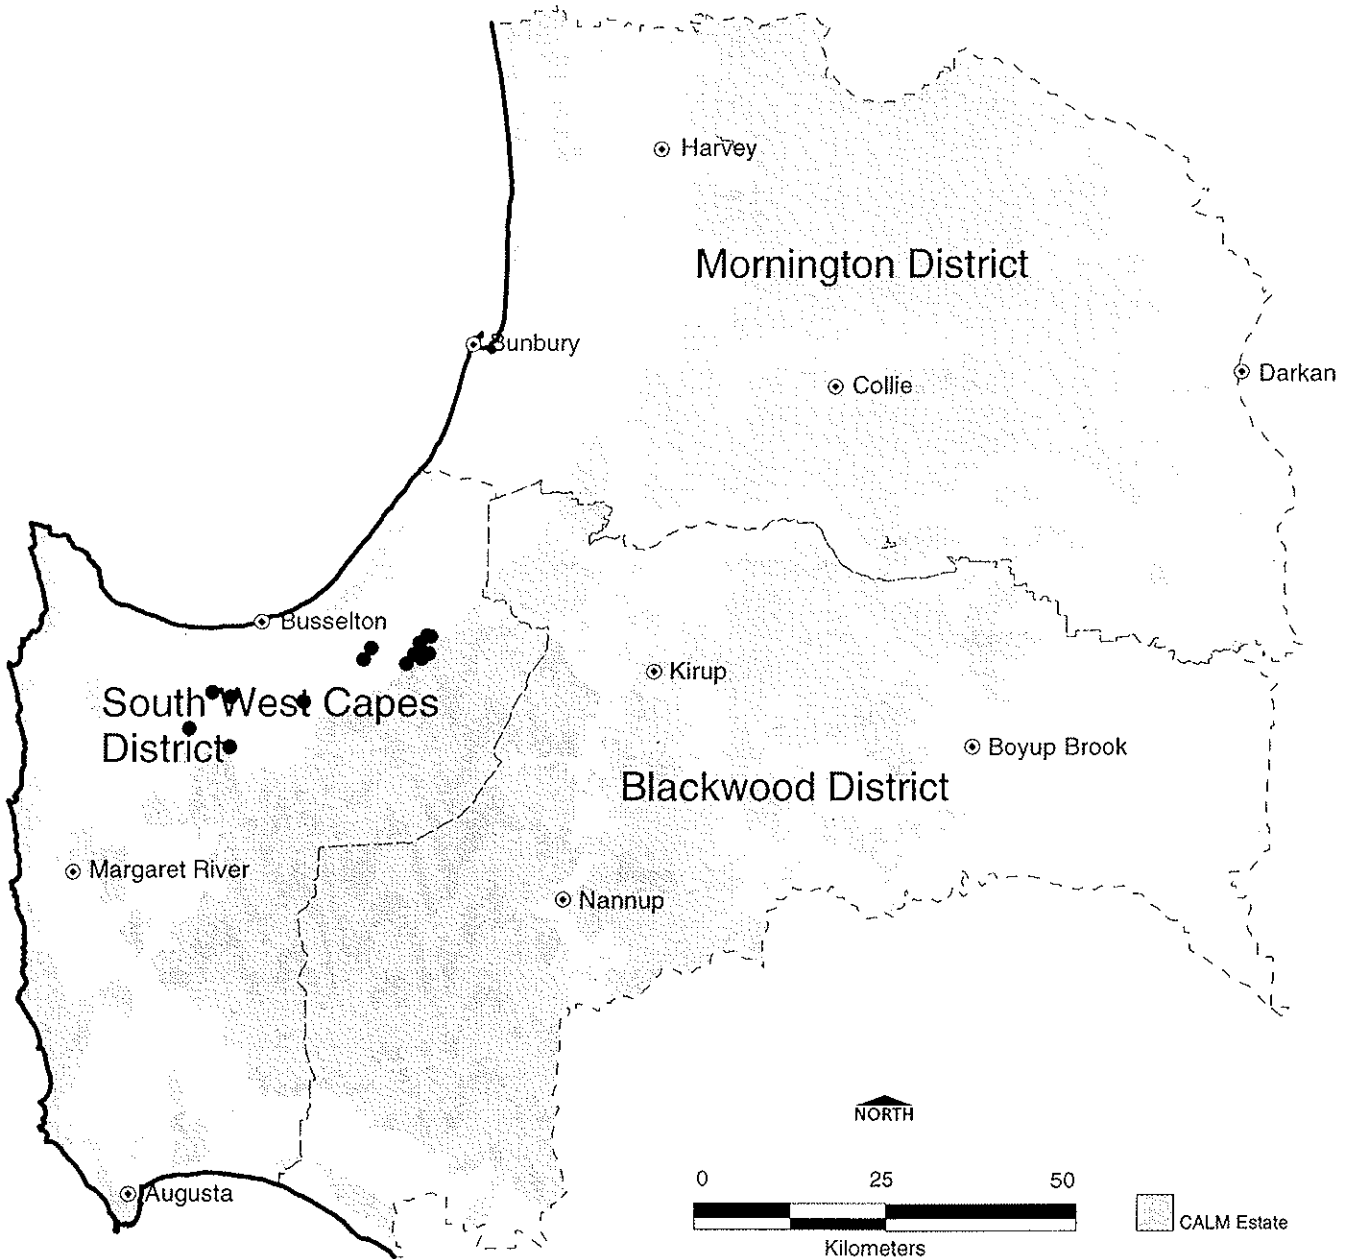 Harvey
Mornington District
Bunbury
Collie
Darkan
Busselton
Kirup
South West Capes
District
Boyup Brook
Blackwood District
Margaret River
Nannup
NORTH
0 25 50
Kilometers
CALM Estate
Augusta